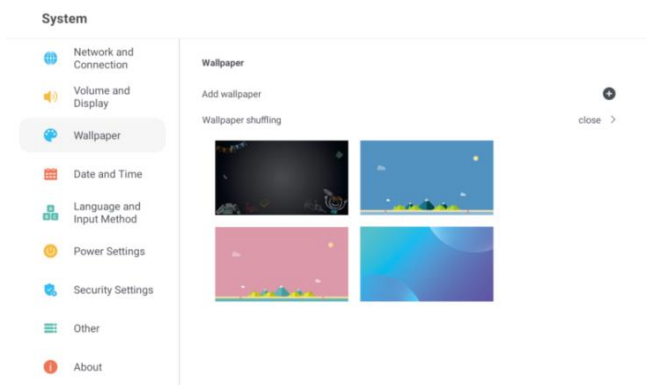 System
Network and
Connection
Volume and
Display
Wallpaper
Date and Time
Language and
Input Method
Power Settings
Security Settings
Other
About
Wallpaper
Add wallpaper
Wallpaper shuffling
close >